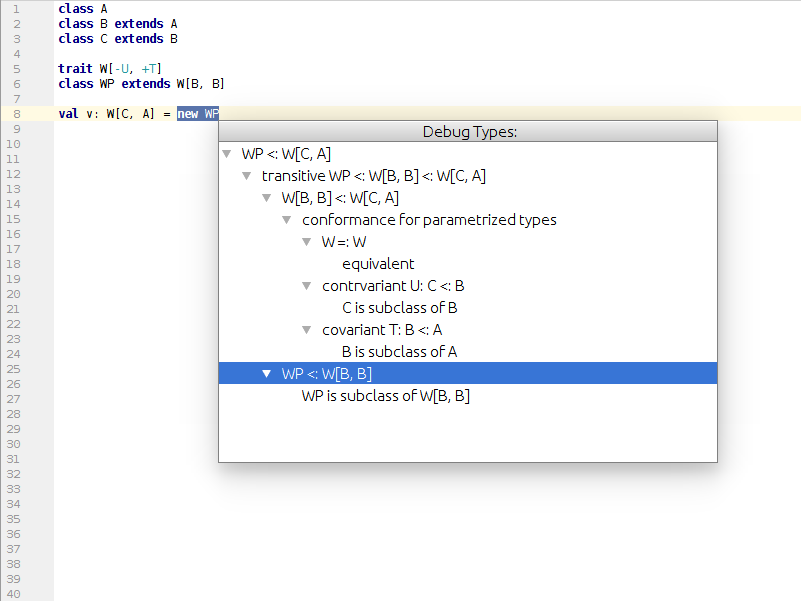 1 class A
2 class B extends A
3 class C extends B
4
5 trait W[-U, +T]
6 class WP extends W[B, B]
7
8 val v: W[C, A] = new WP
9
Debug Types:
10
WP <: W[C, A]
11
transitive WP <: W[B, B] <: W[C, A]
12
13
W[B, B] <: W[C, A]
14
conformance for parametrized types
15
16
W =: W
17
equivalent
18
19
contrvariant U: C <: B
20
C is subclass of B
21
22
covariant T: B <: A
23
B is subclass of A
24
25
WP <: W[B, B]
26
WP is subclass of W[B, B]
27
28
29
30
31
32
33
34
35
36
37
38
39
40